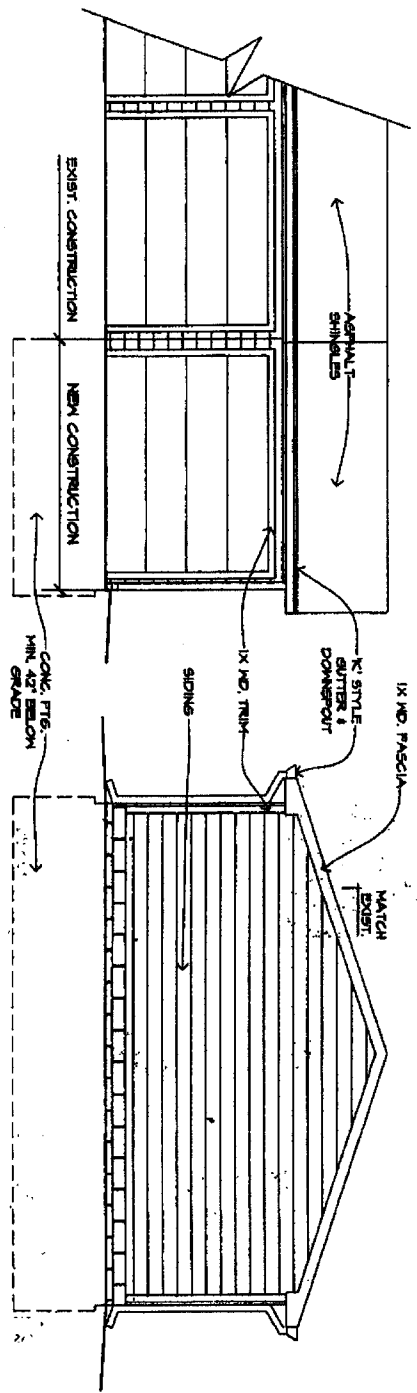 ASPHALT
SHINGLES
EXIST. CONSTRUCTION
NEW CONSTRUCTION
1X WD. FASCIA
'K' STYLE
GUTTER &
DOWNSPOUT
MATCH
EXIST.
1X WD. TRIM
SIDING
CONC. FTG.
MIN. 42" BELOW
GRADE